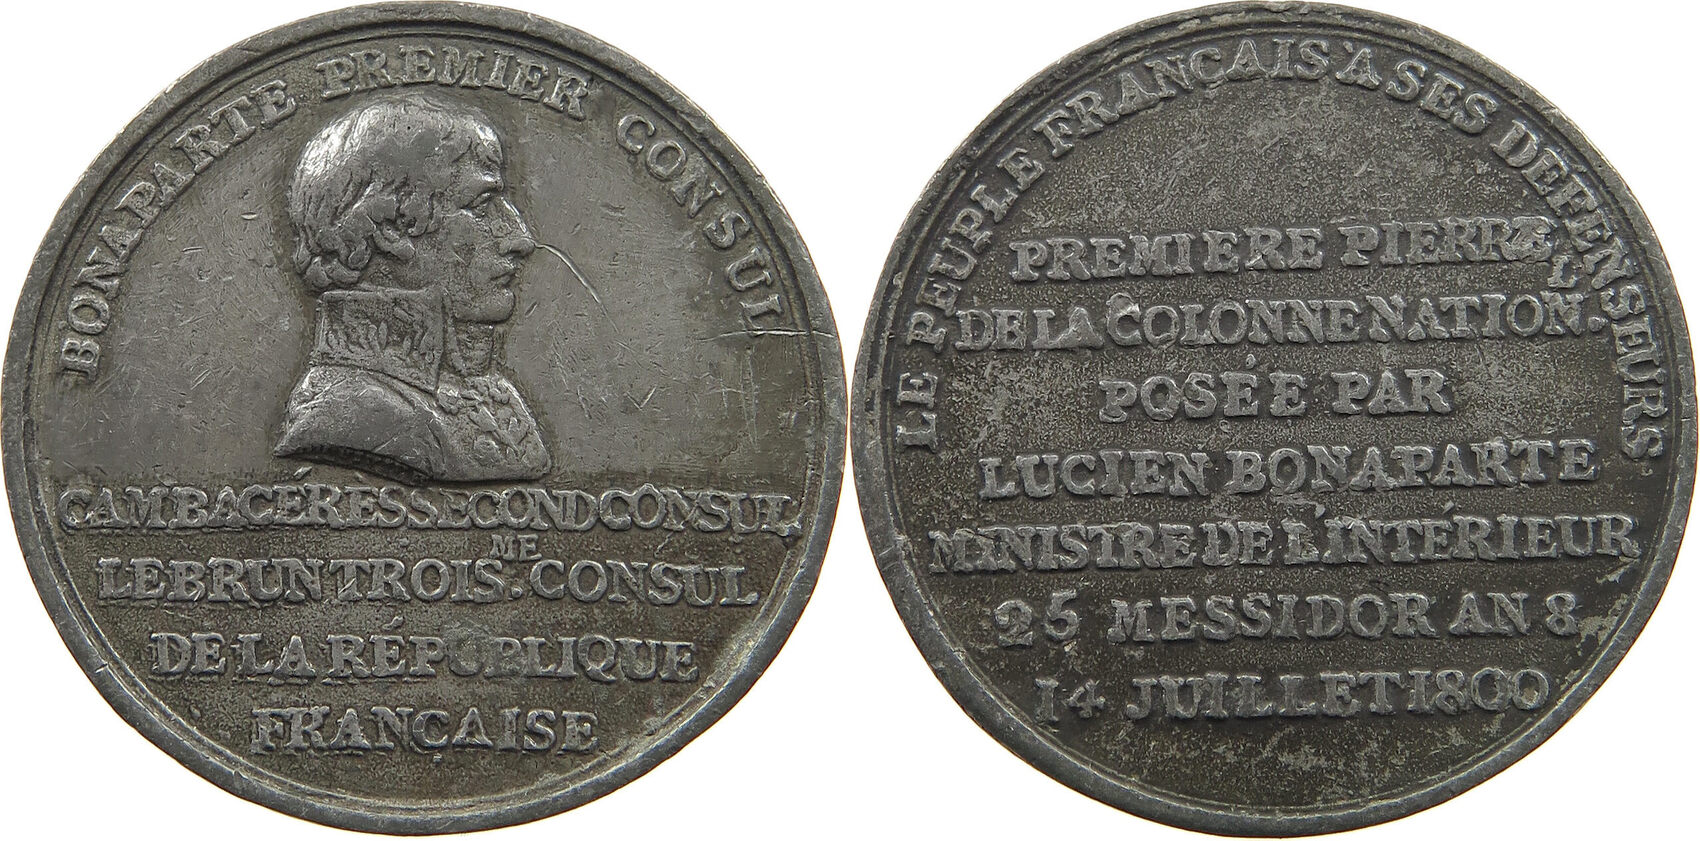 BONAPARTE PREMIER CONSUL
CAMBACÉRES SECOND CONSUL
LEBRUN TROIS.ME CONSUL
DE LA RÉPUBLIQUE
FRANÇAISE
LE PEUPLE FRANÇAIS À SES DEFENSEURS
PREMIERE PIERRE
DE LA COLONNE NATION.L
POSÉE PAR
LUCIEN BONAPARTE
MINISTRE DE L'INTÉRIEUR
25 MESSIDOR AN 8
14 JUILLET 1800